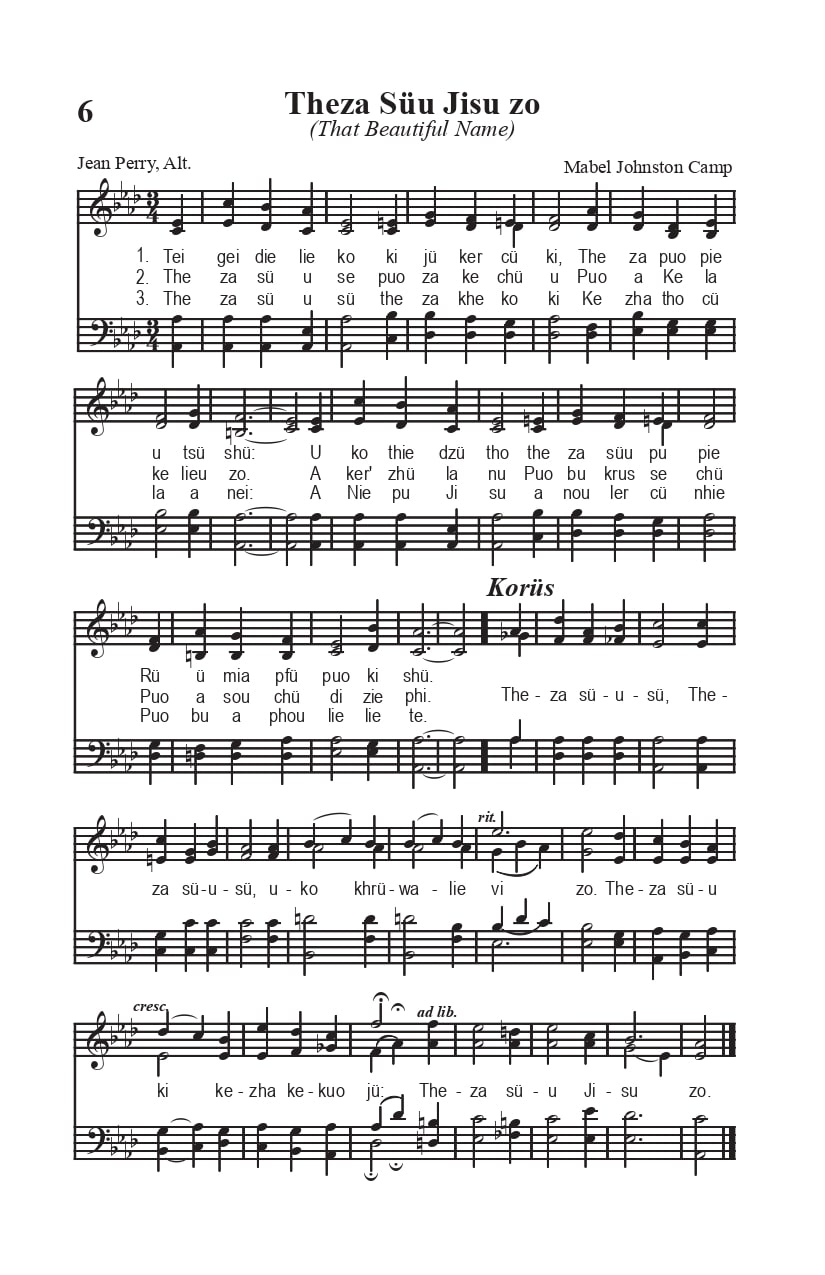 6
Theza Süu Jisu zo
(That Beautiful Name)
Jean Perry, Alt.
Mabel Johnston Camp
1. Tei gei die lie ko ki jü ker cü ki, The za puo pie
2. The za sü u se puo za ke chü u Puo a Ke la
3. The za sü u sü the za khe ko ki Ke zha tho cü
u tsü shü: U ko thie dzü tho the za süu pu pie
ke lieu zo. A ker' zhü la nu Puo bu krus se chü
la a nei: A Nie pu Ji su a nou ler cü nhie
Korüs
Rü ü mia pfü puo ki shü.
Puo a sou chü di zie phi. The - za sü - u - sü, The -
Puo bu a phou lie lie te.
rit.
za sü - u - sü, u - ko khrü - wa - lie vi zo. The - za sü - u
cresc.
ad lib.
ki ke - zha ke - kuo jü: The - za sü - u Ji - su zo.